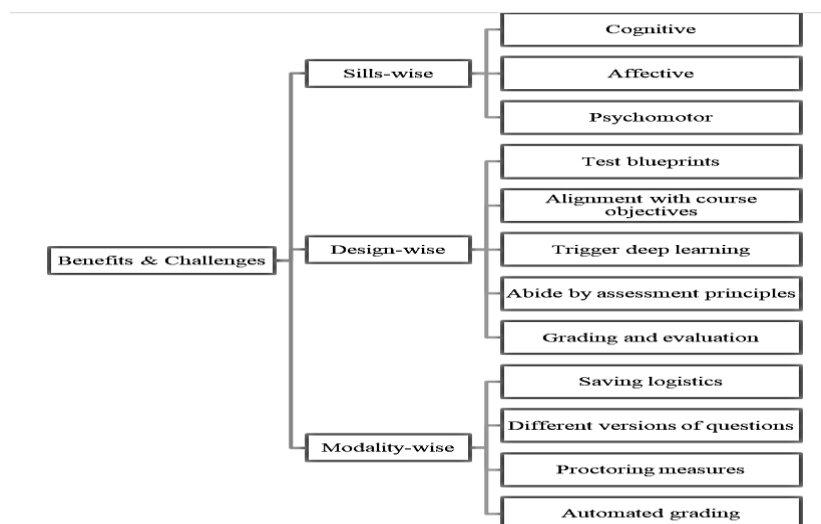 Benefits & Challenges
Sills-wise
Cognitive
Affective
Psychomotor
Design-wise
Test blueprints
Alignment with course
objectives
Trigger deep learning
Abide by assessment principles
Grading and evaluation
Modality-wise
Saving logistics
Different versions of questions
Proctoring measures
Automated grading